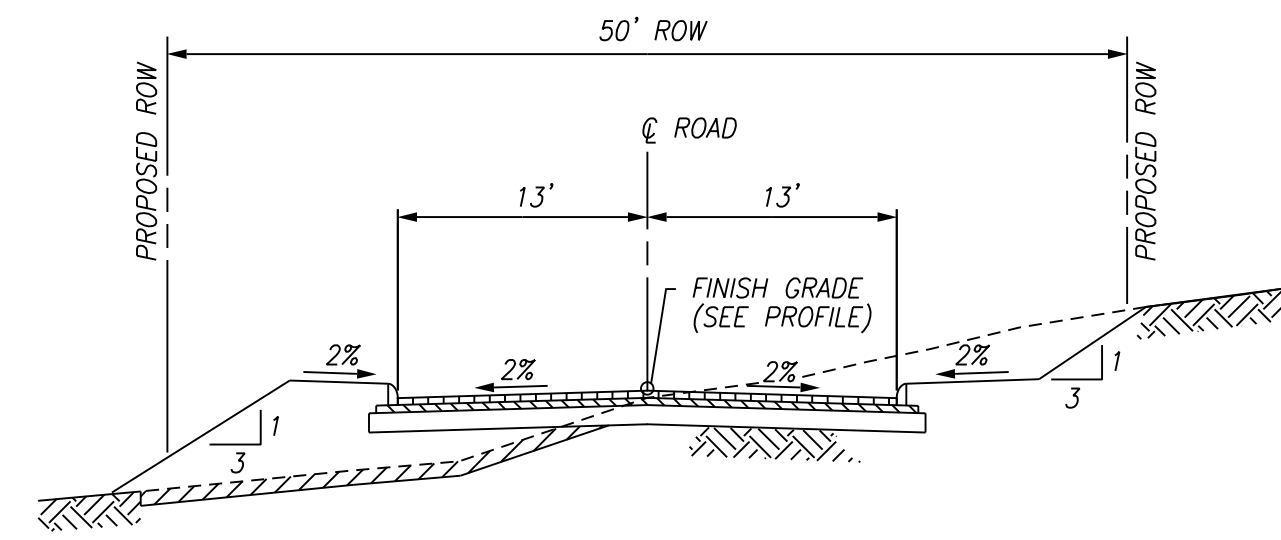 50' ROW
PROPOSED ROW
PROPOSED ROW
℄ ROAD
13'
13'
FINISH GRADE
(SEE PROFILE)
2%
2%
2%
2%
1
3
1
3